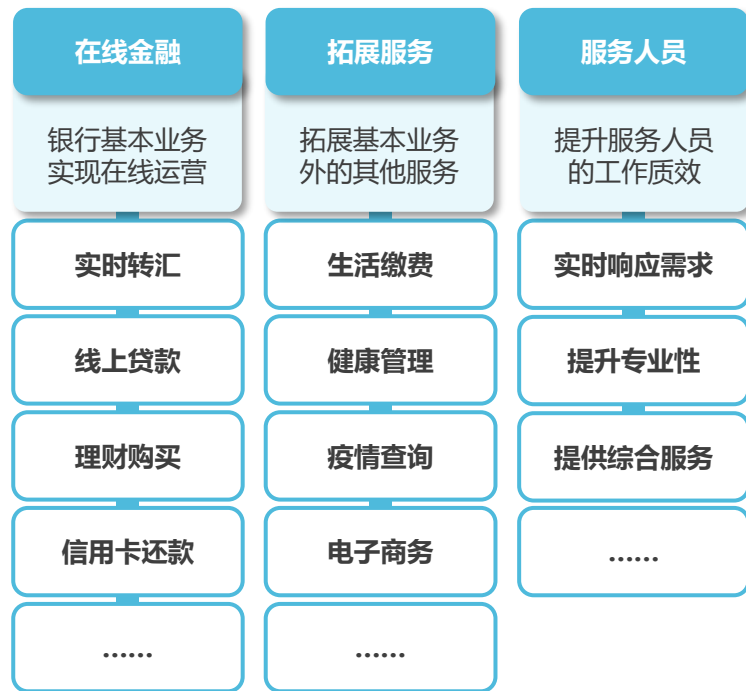 在线金融
银行基本业务
实现在线运营
实时转汇
线上贷款
理财购买
信用卡还款
……
拓展服务
拓展基本业务
外的其他服务
生活缴费
健康管理
疫情查询
电子商务
……
服务人员
提升服务人员
的工作质效
实时响应需求
提升专业性
提供综合服务
……